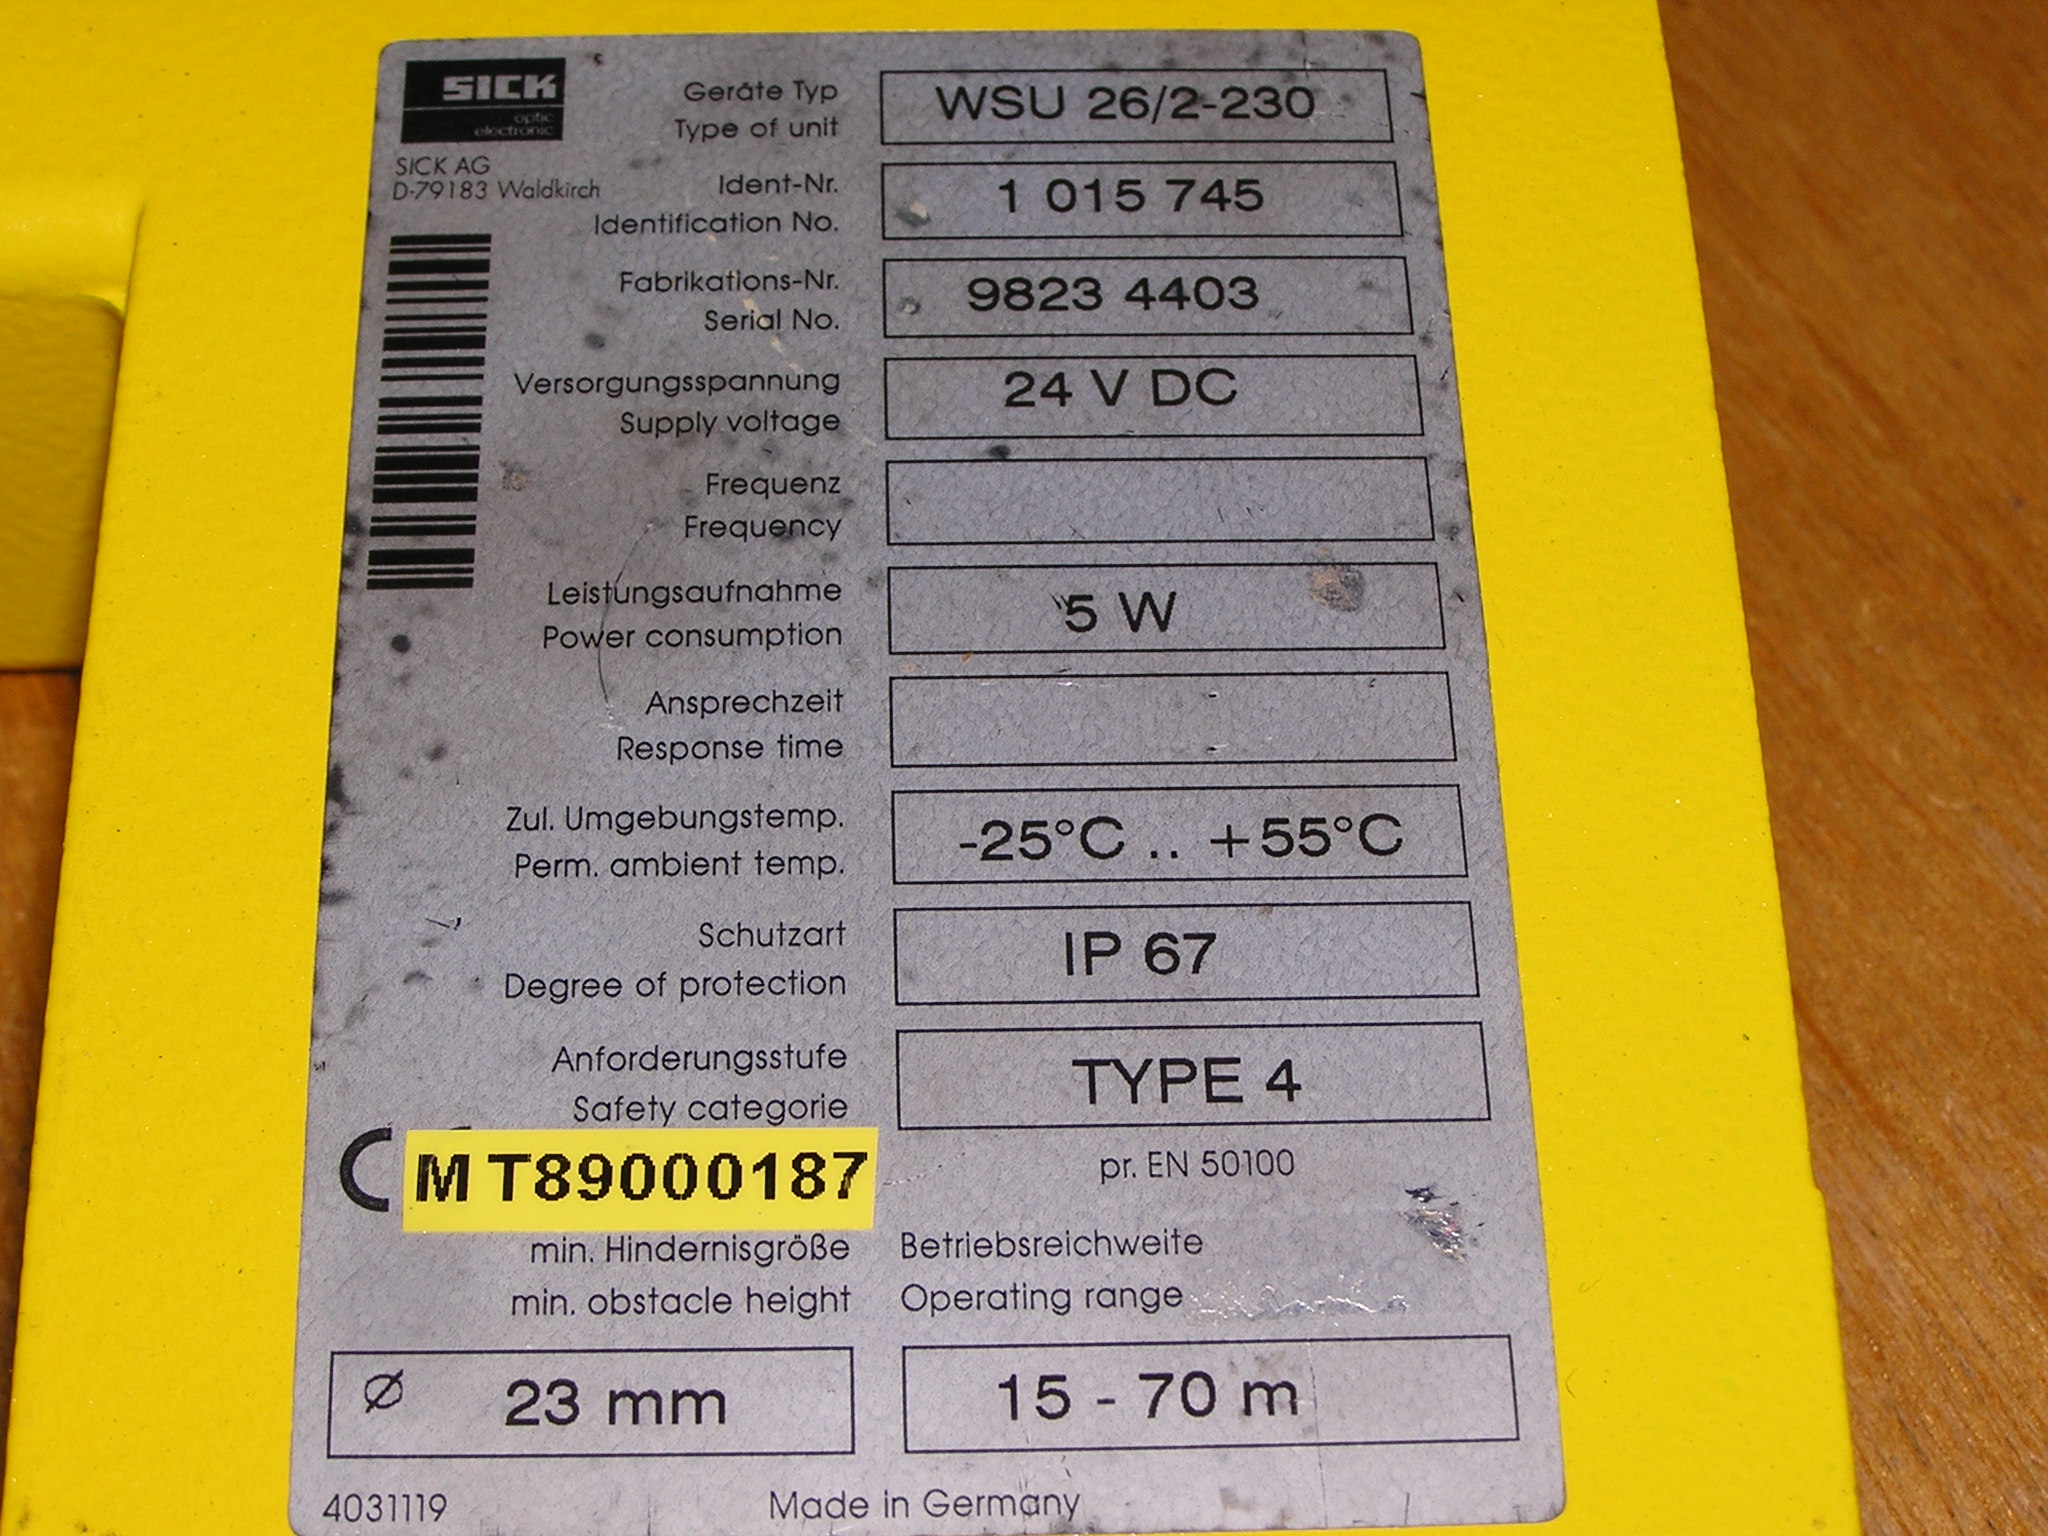 SICK
optic
electronic
SICK AG
D-79183 Waldkirch
Geräte Typ
Type of unit
WSU 26/2-230
Ident-Nr.
Identification No.
1 015 745
Fabrikations-Nr.
Serial No.
9823 4403
Versorgungsspannung
Supply voltage
24 V DC
Frequenz
Frequency
Leistungsaufnahme
Power consumption
5 W
Ansprechzeit
Response time
Zul. Umgebungstemp.
Perm. ambient temp.
-25°C .. +55°C
Schutzart
Degree of protection
IP 67
Anforderungsstufe
Safety categorie
TYPE 4
pr. EN 50100
MT89000187
min. Hindernisgröße
min. obstacle height
Ø 23 mm
Betriebsreichweite
Operating range
15 - 70 m
4031119
Made in Germany